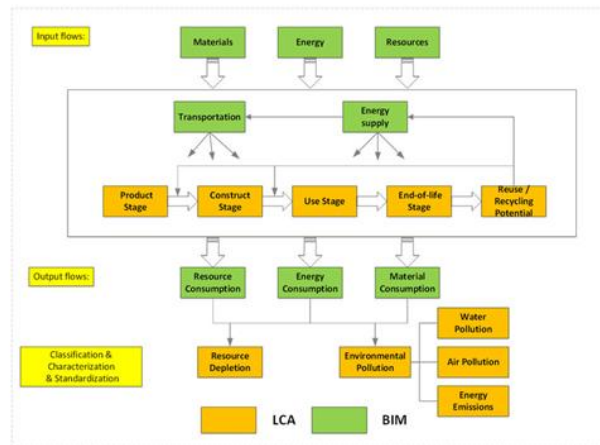 Input flows:
Materials
Energy
Resources
Transportation
Energy
supply
Product
Stage
Construct
Stage
Use Stage
End-of-life
Stage
Reuse /
Recycling
Potential
Output flows:
Resource
Consumption
Energy
Consumption
Material
Consumption
Classification &
Characterization
& Standardization
Resource
Depletion
Environmental
Pollution
Water
Pollution
Air Pollution
Energy
Emissions
LCA
BIM